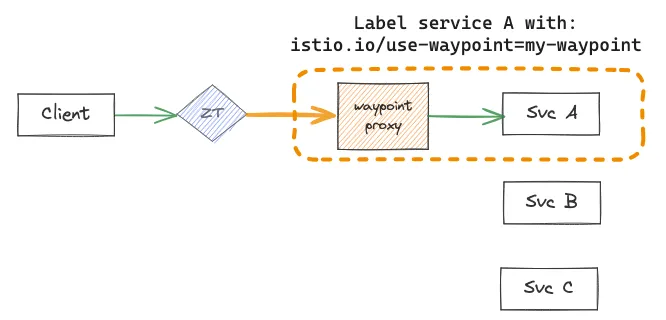 Label service A with:
istio.io/use-waypoint=my-waypoint
Client
ZT
waypoint
proxy
Svc A
Svc B
Svc C